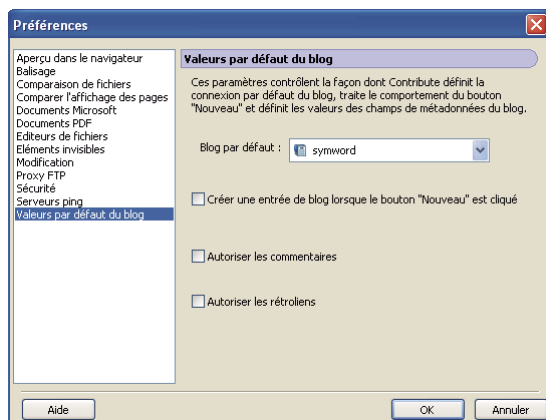 Préférences
Aperçu dans le navigateur
Balisage
Comparaison de fichiers
Comparer l'affichage des pages
Documents Microsoft
Documents PDF
Editeurs de fichiers
Eléments invisibles
Modification
Proxy FTP
Sécurité
Serveurs ping
Valeurs par défaut du blog
Valeurs par défaut du blog
Ces paramètres contrôlent la façon dont Contribute définit la
connexion par défaut du blog, traite le comportement du bouton
"Nouveau" et définit les valeurs des champs de métadonnées du blog.
Blog par défaut : symword
Créer une entrée de blog lorsque le bouton "Nouveau" est cliqué
Autoriser les commentaires
Autoriser les rétroliens
Aide
OK
Annuler